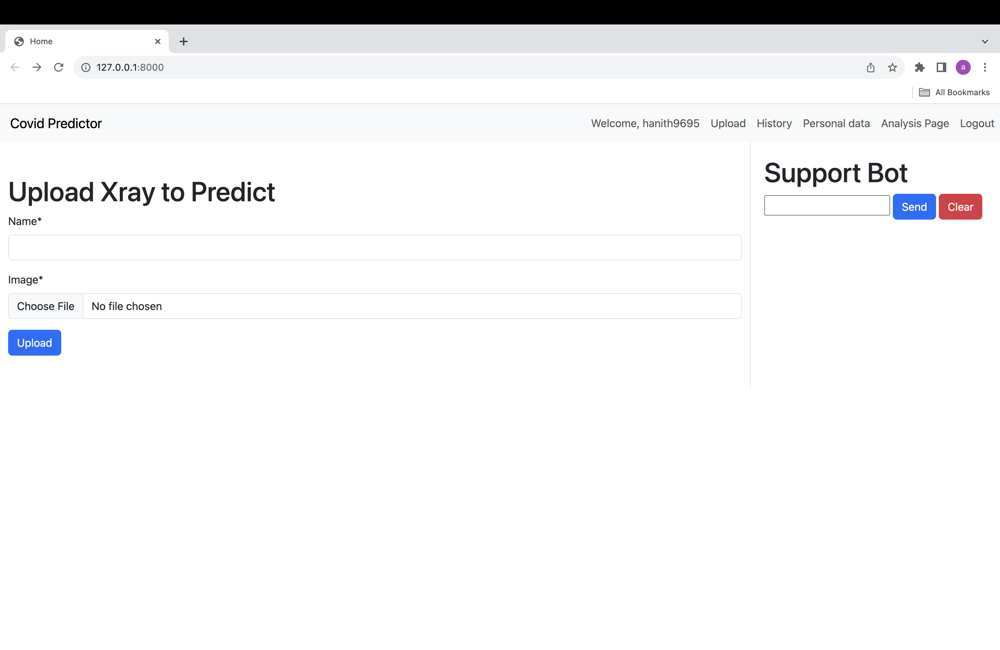 Home
127.0.0.1:8000
a
All Bookmarks
Covid Predictor
Welcome, hanith9695 Upload History Personal data Analysis Page Logout
Upload Xray to Predict
Name*
Image*
Choose File No file chosen
Upload
Support Bot
Send Clear